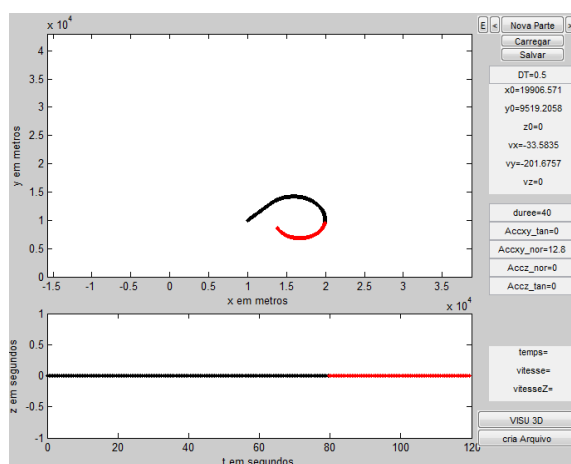 x 10^4
4
3.5
3
2.5
2
1.5
1
0.5
0
y em metros
-1.5 -1 -0.5 0 0.5 1 1.5 2 2.5 3 3.5
x em metros
x 10^4
1
0.5
0
-0.5
-1
z em segundos
0 20 40 60 80 100 120
t em segundos
E < Nova Parte >
Carregar
Salvar
DT=0.5
x0=19906.571
y0=9519.2058
z0=0
vx=-33.5835
vy=-201.6757
vz=0
duree=40
Accxy_tan=0
Accxy_nor=12.8
Accz_nor=0
Accz_tan=0
temps=
vitesse=
vitesseZ=
VISU 3D
cria Arquivo